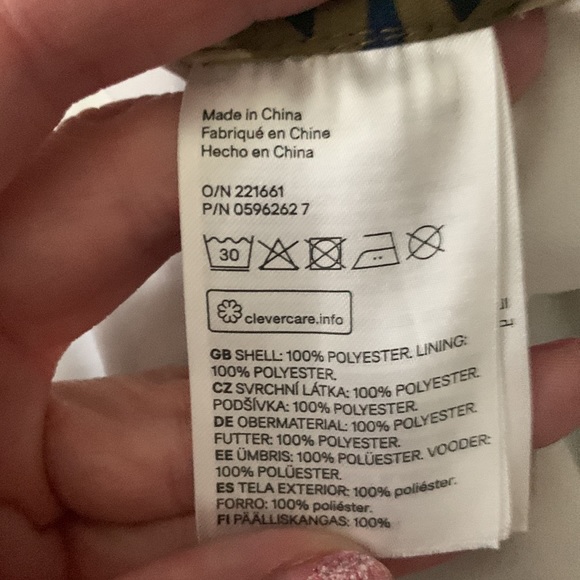 Made in China
Fabriqué en Chine
Hecho en China
O/N 221661
P/N 0596262 7
30
clevercare.info
GB SHELL: 100% POLYESTER. LINING:
100% POLYESTER.
CZ SVRCHNÍ LÁTKA: 100% POLYESTER.
PODŠÍVKA: 100% POLYESTER.
DE OBERMATERIAL: 100% POLYESTER.
FUTTER: 100% POLYESTER.
EE ÜMBRIS: 100% POLÜESTER. VOODER:
100% POLÜESTER.
ES TELA EXTERIOR: 100% poliéster.
FORRO: 100% poliéster.
FI PÄÄLLISKANGAS: 100%